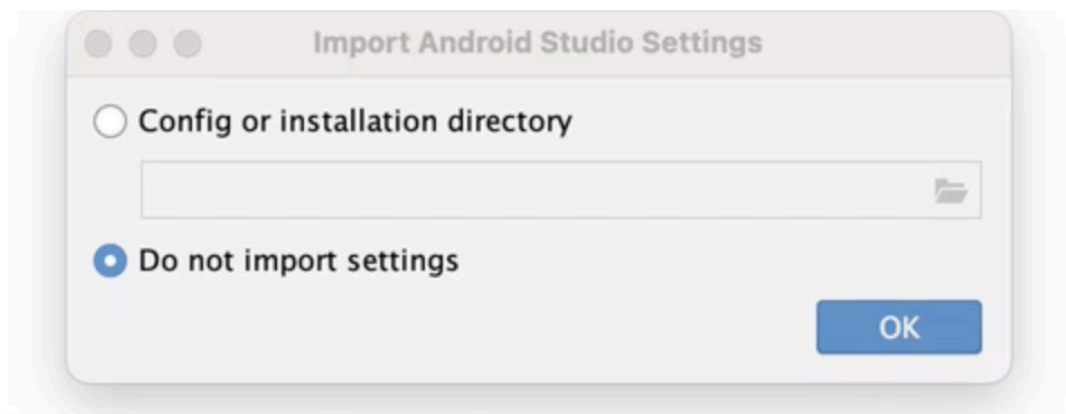 Import Android Studio Settings
Config or installation directory
Do not import settings
OK